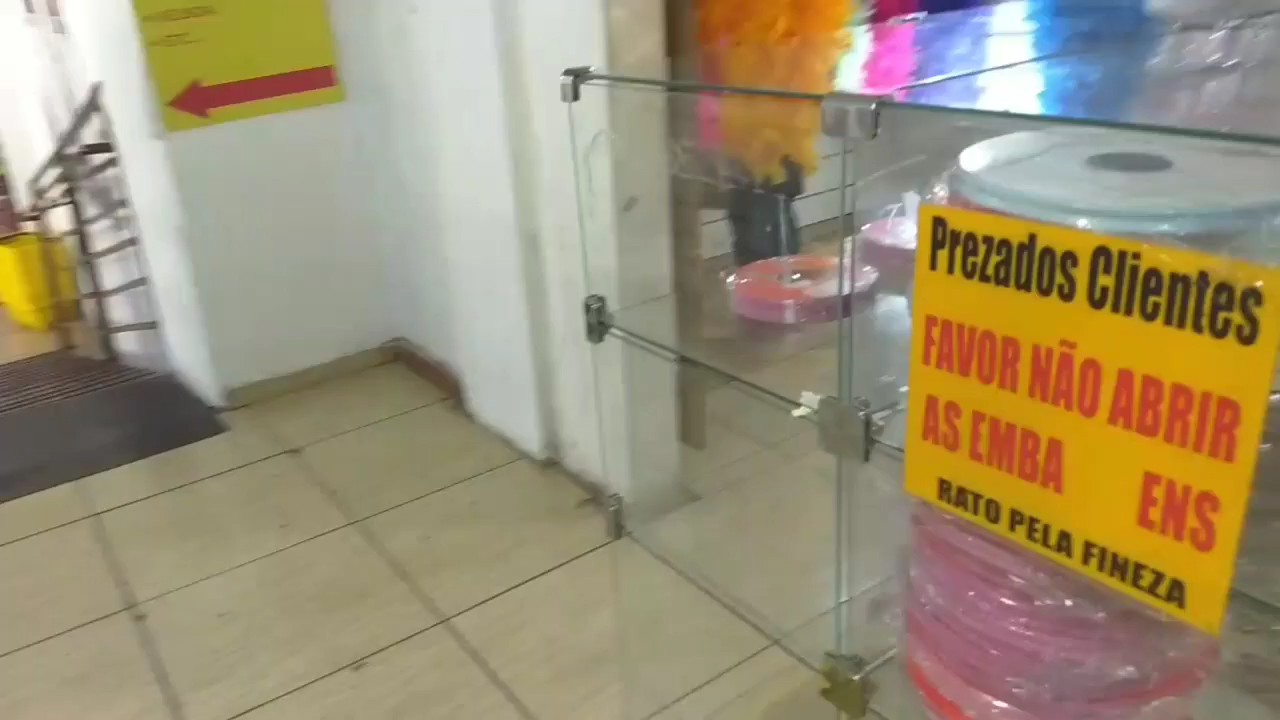 Prezados Clientes
FAVOR NÃO ABRIR
AS EMBA ENS
RATO PELA FINEZA